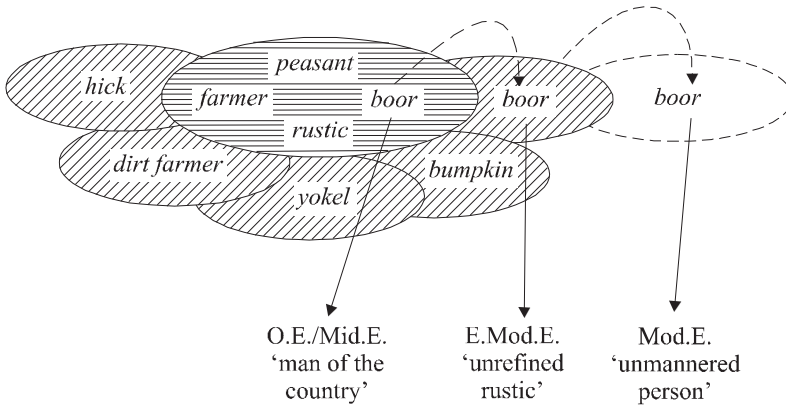 peasant
hick
farmer
boor
boor
boor
rustic
dirt farmer
bumpkin
yokel
O.E./Mid.E.
‘man of the
country’
E.Mod.E.
‘unrefined
rustic’
Mod.E.
‘unmannered
person’